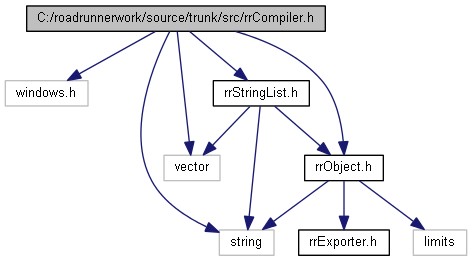 C:/roadrunnerwork/source/trunk/src/rrCompiler.h
windows.h
rrStringList.h
vector
rrObject.h
string
rrExporter.h
limits